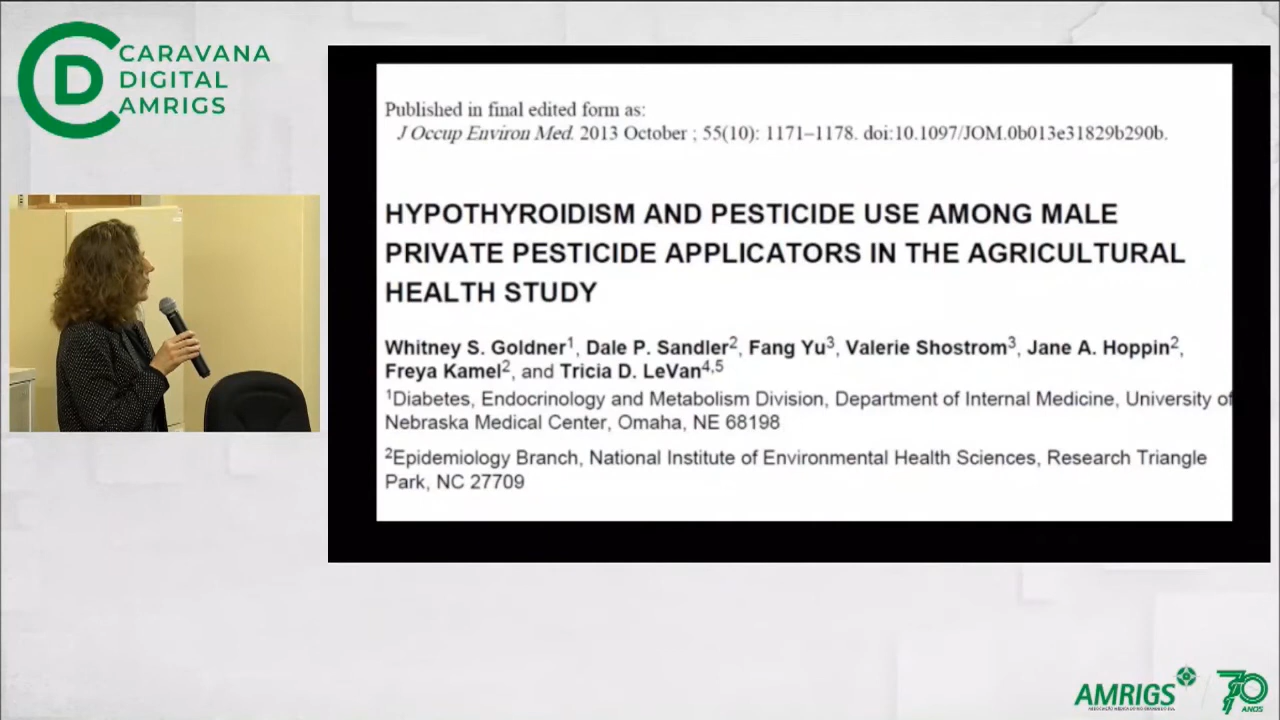 CARAVANA
DIGITAL
AMRIGS
Published in final edited form as:
J Occup Environ Med. 2013 October ; 55(10): 1171–1178. doi:10.1097/JOM.0b013e31829b290b.
HYPOTHYROIDISM AND PESTICIDE USE AMONG MALE
PRIVATE PESTICIDE APPLICATORS IN THE AGRICULTURAL
HEALTH STUDY
Whitney S. Goldner1, Dale P. Sandler2, Fang Yu3, Valerie Shostrom3, Jane A. Hoppin2,
Freya Kamel2, and Tricia D. LeVan4,5
1Diabetes, Endocrinology and Metabolism Division, Department of Internal Medicine, University of
Nebraska Medical Center, Omaha, NE 68198
2Epidemiology Branch, National Institute of Environmental Health Sciences, Research Triangle
Park, NC 27709
AMRIGS
70
ANOS